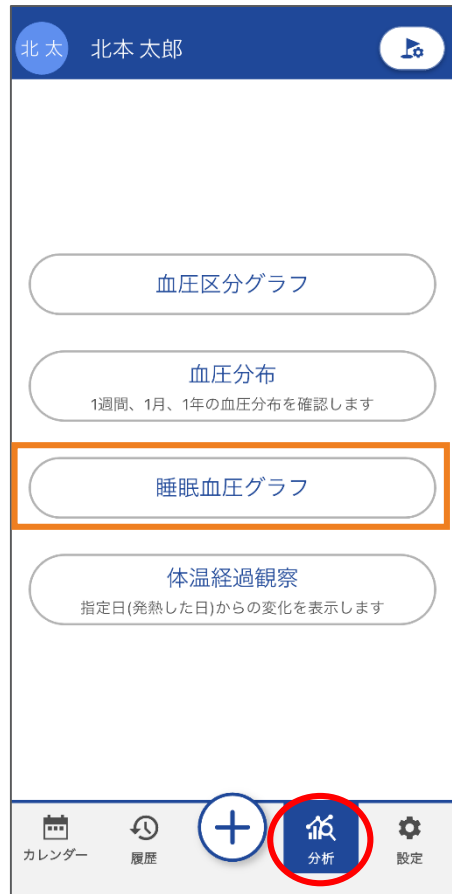 北 太
北本 太郎
血圧区分グラフ
血圧分布
1週間、1月、1年の血圧分布を確認します
睡眠血圧グラフ
体温経過観察
指定日(発熱した日)からの変化を表示します
カレンダー
履歴
分析
設定